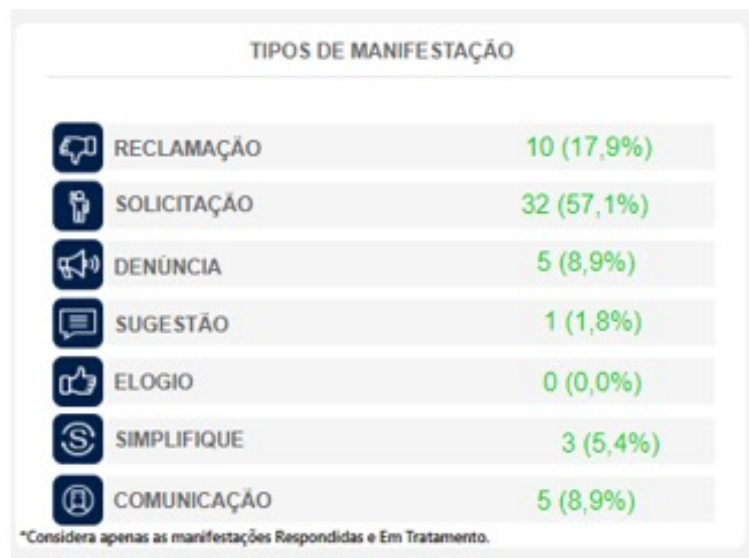 TIPOS DE MANIFESTAÇÃO
RECLAMAÇÃO 10 (17,9%)
SOLICITAÇÃO 32 (57,1%)
DENÚNCIA 5 (8,9%)
SUGESTÃO 1 (1,8%)
ELOGIO 0 (0,0%)
SIMPLIFIQUE 3 (5,4%)
COMUNICAÇÃO 5 (8,9%)
*Considera apenas as manifestações Respondidas e Em Tratamento.